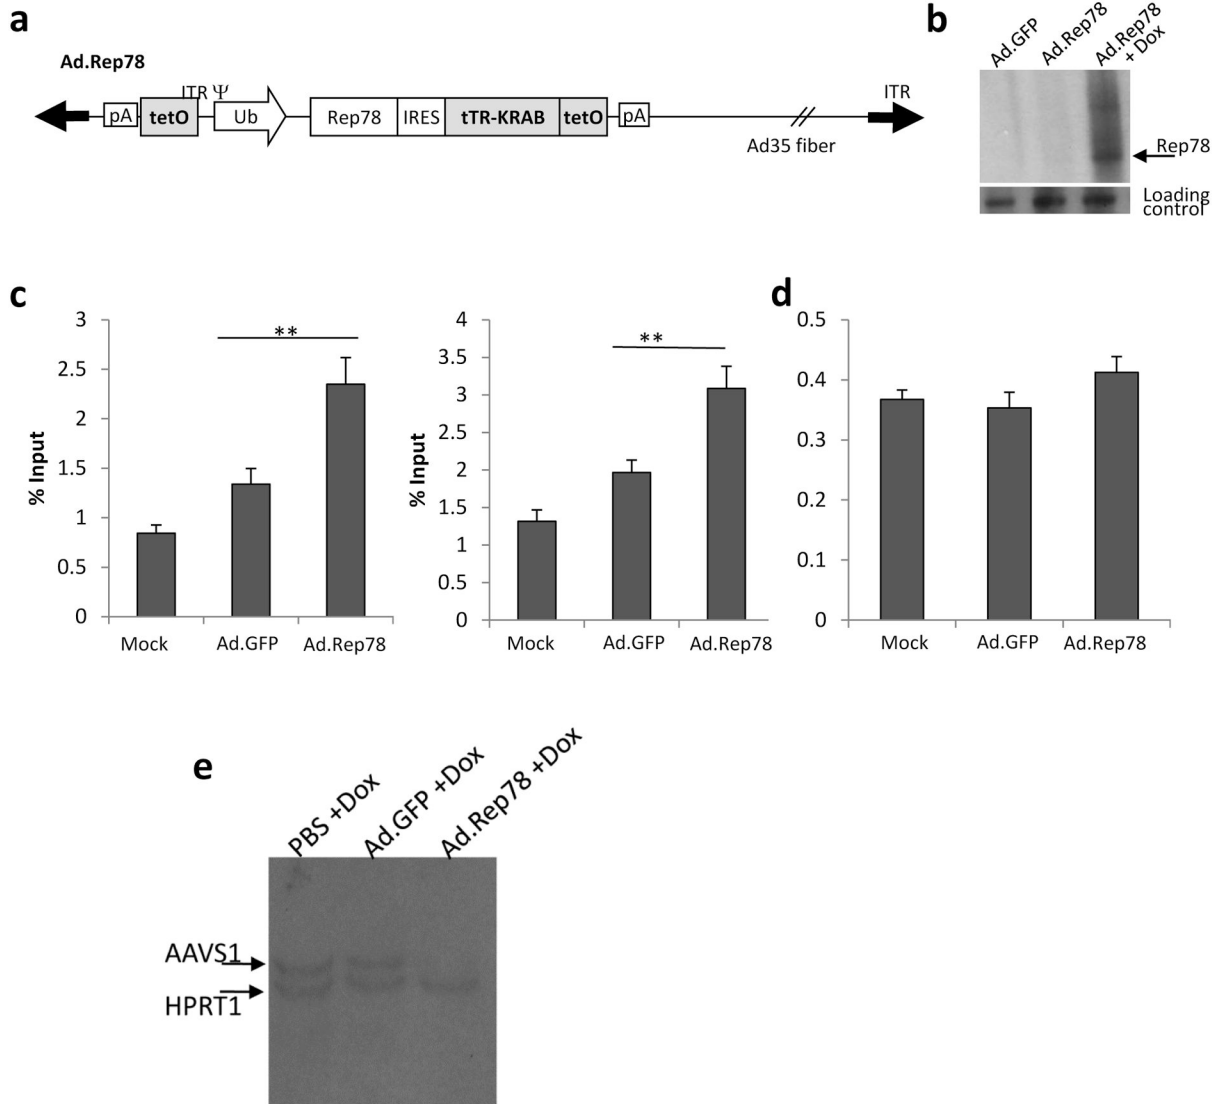 a
Ad.Rep78
ITR Ψ
pA tetO Ub Rep78 IRES tTR-KRAB tetO pA
ITR
Ad35 fiber
b
Ad.GFP
Ad.Rep78
Ad.Rep78
+ Dox
Rep78
Loading
control
c
% Input
3
2.5
2
1.5
1
0.5
0
**
Mock Ad.GFP Ad.Rep78
% Input
4
3.5
3
2.5
2
1.5
1
0.5
0
**
Mock Ad.GFP Ad.Rep78
d
0.5
0.4
0.3
0.2
0.1
0
Mock Ad.GFP Ad.Rep78
e
PBS +Dox
Ad.GFP +Dox
Ad.Rep78 +Dox
AAVS1
HPRT1